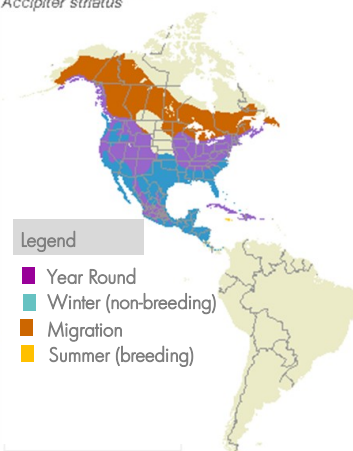 Accipiter striatus
Legend
Year Round
Winter (non-breeding)
Migration
Summer (breeding)